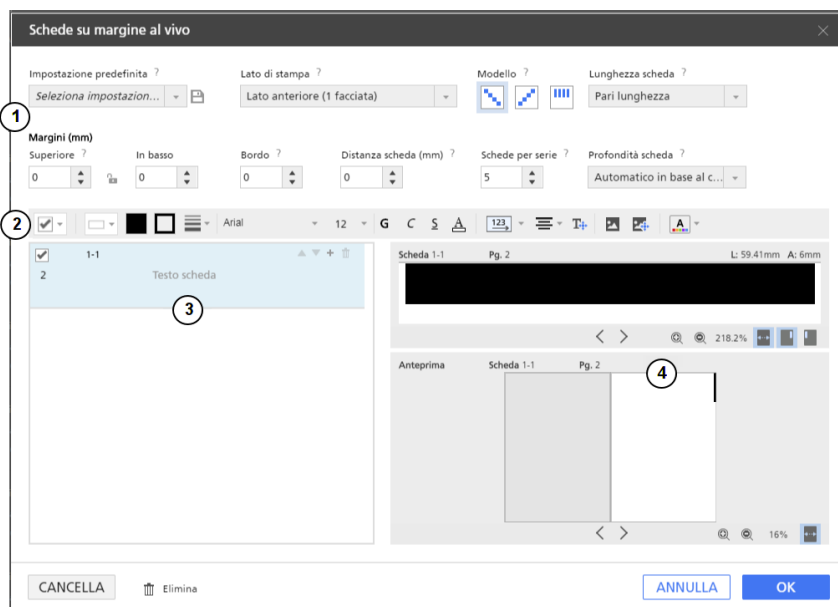 Schede su margine al vivo
Impostazione predefinita ? Lato di stampa ? Modello ? Lunghezza scheda ?
Seleziona impostazion... Lato anteriore (1 facciata) Pari lunghezza
1
Margini (mm)
Superiore ? In basso Bordo ? Distanza scheda (mm) ? Schede per serie ? Profondità scheda ?
0 0 0 0 5 Automatico in base al c...
2 Arial 12 G C S A 123 T A
1-1
2 Testo scheda
3
Scheda 1-1 Pg. 2 L: 59.41mm A: 6mm
218.2%
Anteprima Scheda 1-1 Pg. 2
4
16%
CANCELLA Elimina ANNULLA OK